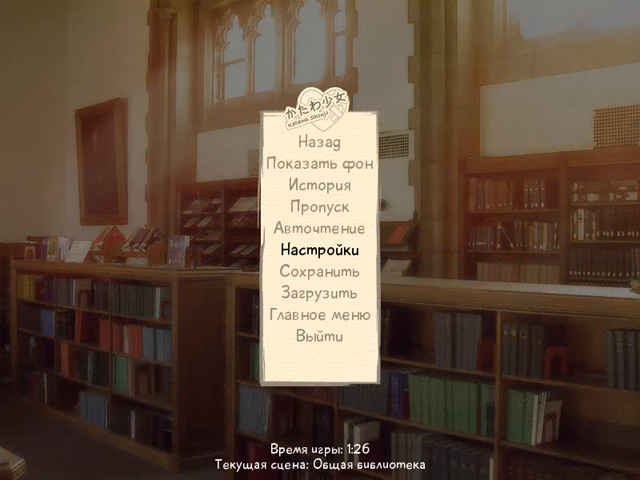 かたわ少女
Katawa Shoujo
Назад
Показать фон
История
Пропуск
Авточтение
Настройки
Сохранить
Загрузить
Главное меню
Выйти
Время игры: 1:26
Текущая сцена: Общая библиотека